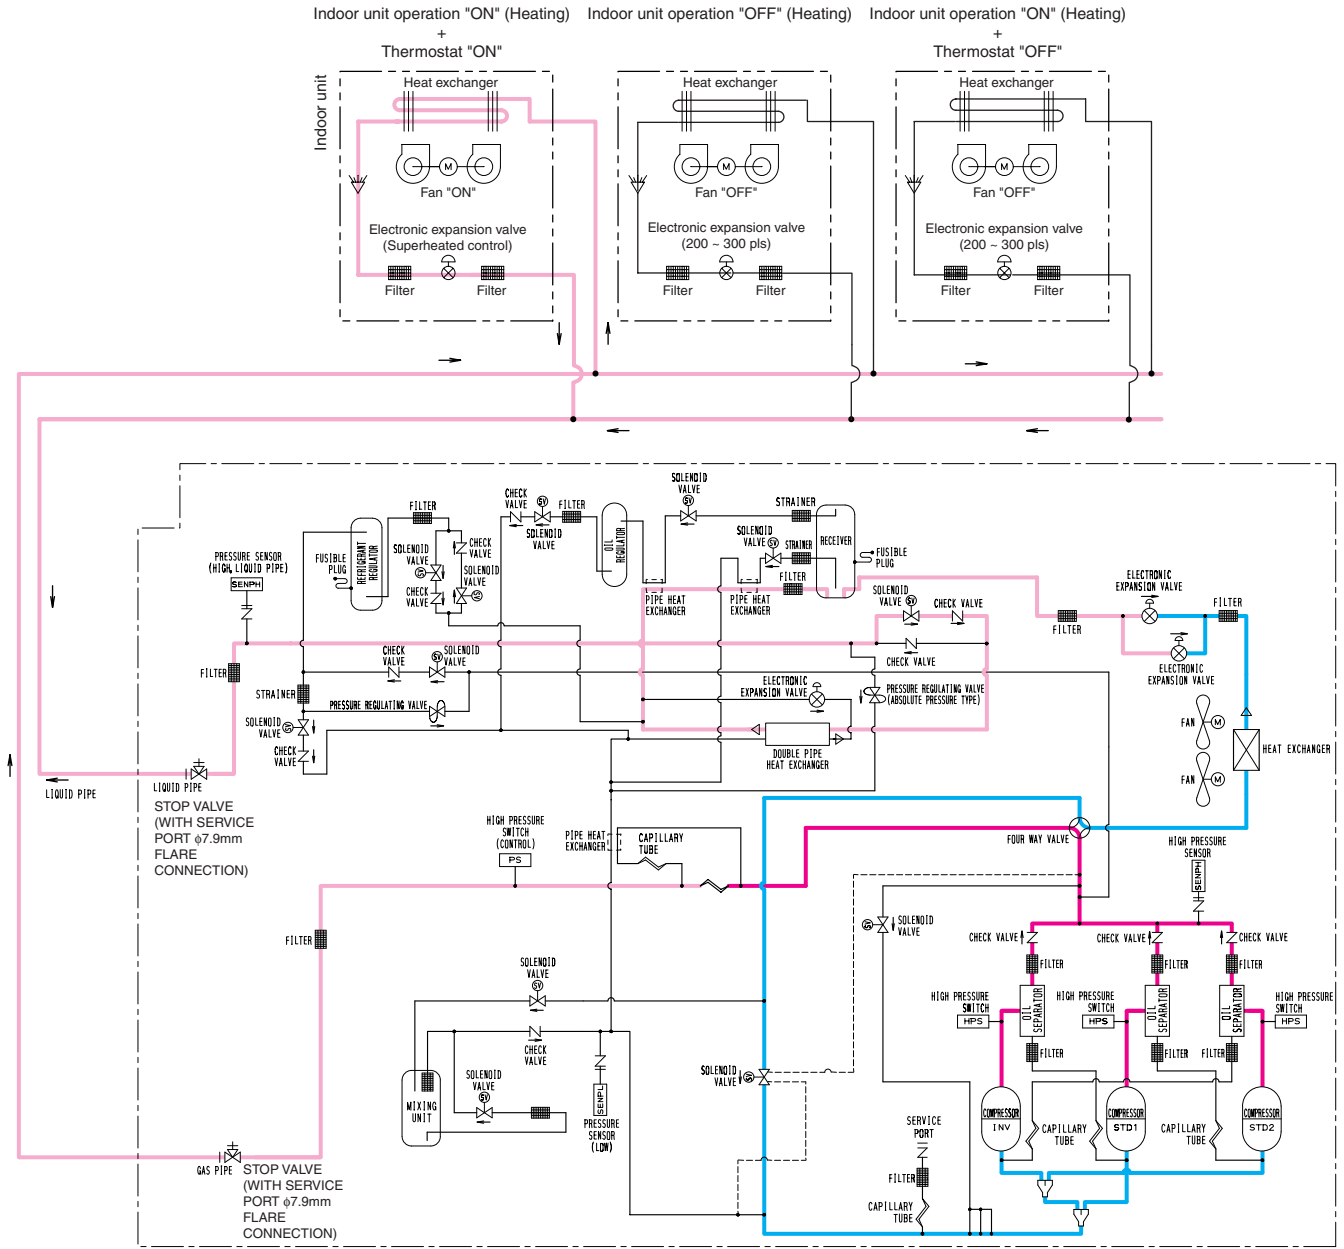 Indoor unit operation "ON" (Heating)
+
Thermostat "ON"
Indoor unit operation "OFF" (Heating)
Indoor unit operation "ON" (Heating)
+
Thermostat "OFF"
Indoor unit
Heat exchanger
M
Fan "ON"
Electronic expansion valve
(Superheated control)
Filter
Filter
Heat exchanger
M
Fan "OFF"
Electronic expansion valve
(200 ~ 300 pls)
Filter
Filter
Heat exchanger
M
Fan "OFF"
Electronic expansion valve
(200 ~ 300 pls)
Filter
Filter
PRESSURE SENSOR
(HIGH, LIQUID PIPE)
SENPH
FUSIBLE
PLUG
REFRIGERANT
REGULATOR
FILTER
SOLENOID
VALVE
SV
CHECK
VALVE
CHECK
VALVE
SOLENOID
VALVE
SV
CHECK
VALVE
SV
SOLENOID
VALVE
FILTER
OIL
REGULATOR
SOLENOID
VALVE
SV
STRAINER
SOLENOID
VALVE
SV
STRAINER
RECEIVER
FUSIBLE
PLUG
FILTER
PIPE HEAT
EXCHANGER
PIPE HEAT
EXCHANGER
SOLENOID
VALVE
SV
CHECK VALVE
CHECK VALVE
FILTER
ELECTRONIC
EXPANSION VALVE
FILTER
ELECTRONIC
EXPANSION VALVE
FILTER
STRAINER
CHECK
VALVE
SV
SOLENOID
VALVE
PRESSURE REGULATING VALVE
SOLENOID
VALVE
SV
CHECK
VALVE
ELECTRONIC
EXPANSION VALVE
PRESSURE REGULATING VALVE
(ABSOLUTE PRESSURE TYPE)
DOUBLE PIPE
HEAT EXCHANGER
FAN
M
FAN
M
HEAT EXCHANGER
LIQUID PIPE
LIQUID PIPE
STOP VALVE
(WITH SERVICE
PORT φ7.9mm
FLARE
CONNECTION)
HIGH PRESSURE
SWITCH
(CONTROL)
PS
PIPE HEAT
EXCHANGER
CAPILLARY
TUBE
FOUR WAY VALVE
HIGH PRESSURE
SENSOR
SENPH
FILTER
SV
SOLENOID
VALVE
CHECK VALVE
CHECK VALVE
CHECK VALVE
FILTER
FILTER
FILTER
HIGH PRESSURE
SWITCH
HPS
OIL
SEPARATOR
HIGH PRESSURE
SWITCH
HPS
OIL
SEPARATOR
OIL
SEPARATOR
HIGH PRESSURE
SWITCH
HPS
FILTER
FILTER
FILTER
SOLENOID
VALVE
SV
CHECK
VALVE
MIXING
UNIT
SOLENOID
VALVE
SV
SENPL
PRESSURE
SENSOR
(LOW)
SOLENOID
VALVE
SV
SERVICE
PORT
FILTER
CAPILLARY
TUBE
COMPRESSOR
INV
CAPILLARY
TUBE
COMPRESSOR
STD1
CAPILLARY
TUBE
COMPRESSOR
STD2
GAS PIPE
STOP VALVE
(WITH SERVICE
PORT φ7.9mm
FLARE
CONNECTION)